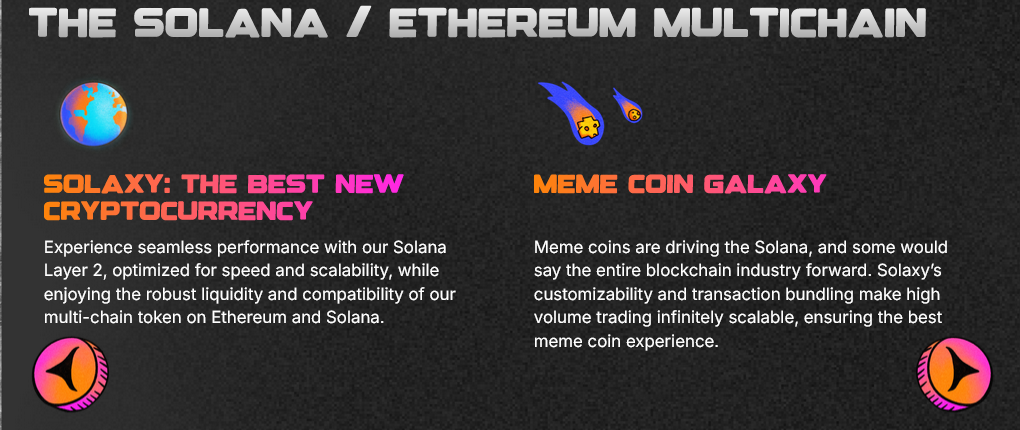 THE SOLANA / ETHEREUM MULTICHAIN
SOLAXY: THE BEST NEW
CRYPTOCURRENCY
Experience seamless performance with our Solana
Layer 2, optimized for speed and scalability, while
enjoying the robust liquidity and compatibility of our
multi-chain token on Ethereum and Solana.
MEME COIN GALAXY
Meme coins are driving the Solana, and some would
say the entire blockchain industry forward. Solaxy’s
customizability and transaction bundling make high
volume trading infinitely scalable, ensuring the best
meme coin experience.